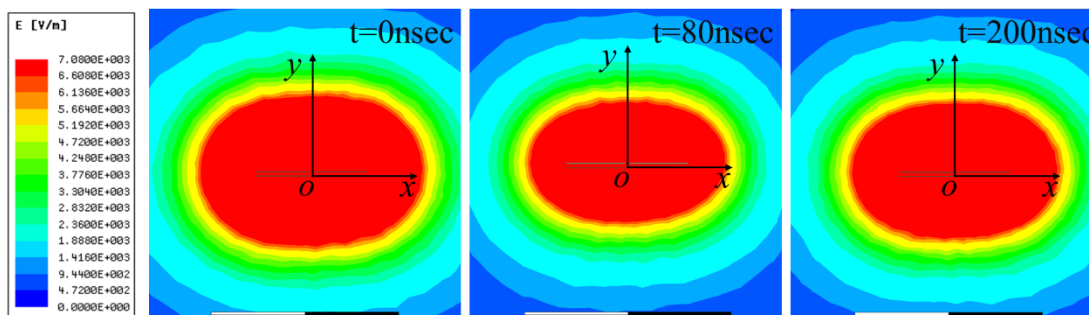 E [V/m]
7.0800E+003
6.6080E+003
6.1360E+003
5.6640E+003
5.1920E+003
4.7200E+003
4.2480E+003
3.7760E+003
3.3040E+003
2.8320E+003
2.3600E+003
1.8880E+003
1.4160E+003
9.4400E+002
4.7200E+002
0.0000E+000
t=0nsec
y
o
x
t=80nsec
y
o
x
t=200nsec
y
o
x